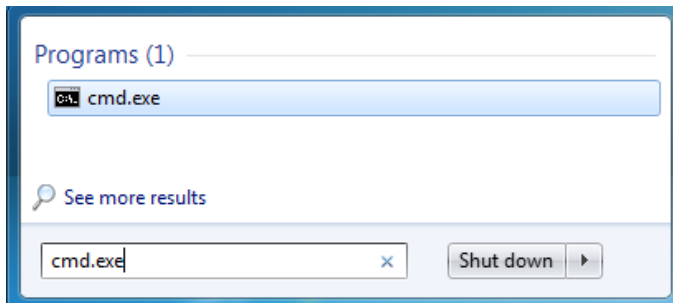 Programs (1)
cmd.exe
See more results
cmd.exe
Shut down